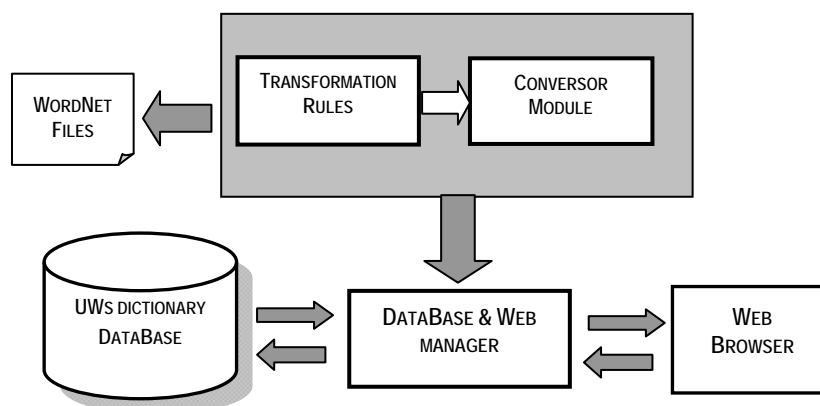 TRANSFORMATION
RULES
CONVERSOR
MODULE
WORDNET
FILES
UWS DICTIONARY
DATABASE
DATABASE & WEB
MANAGER
WEB
BROWSER